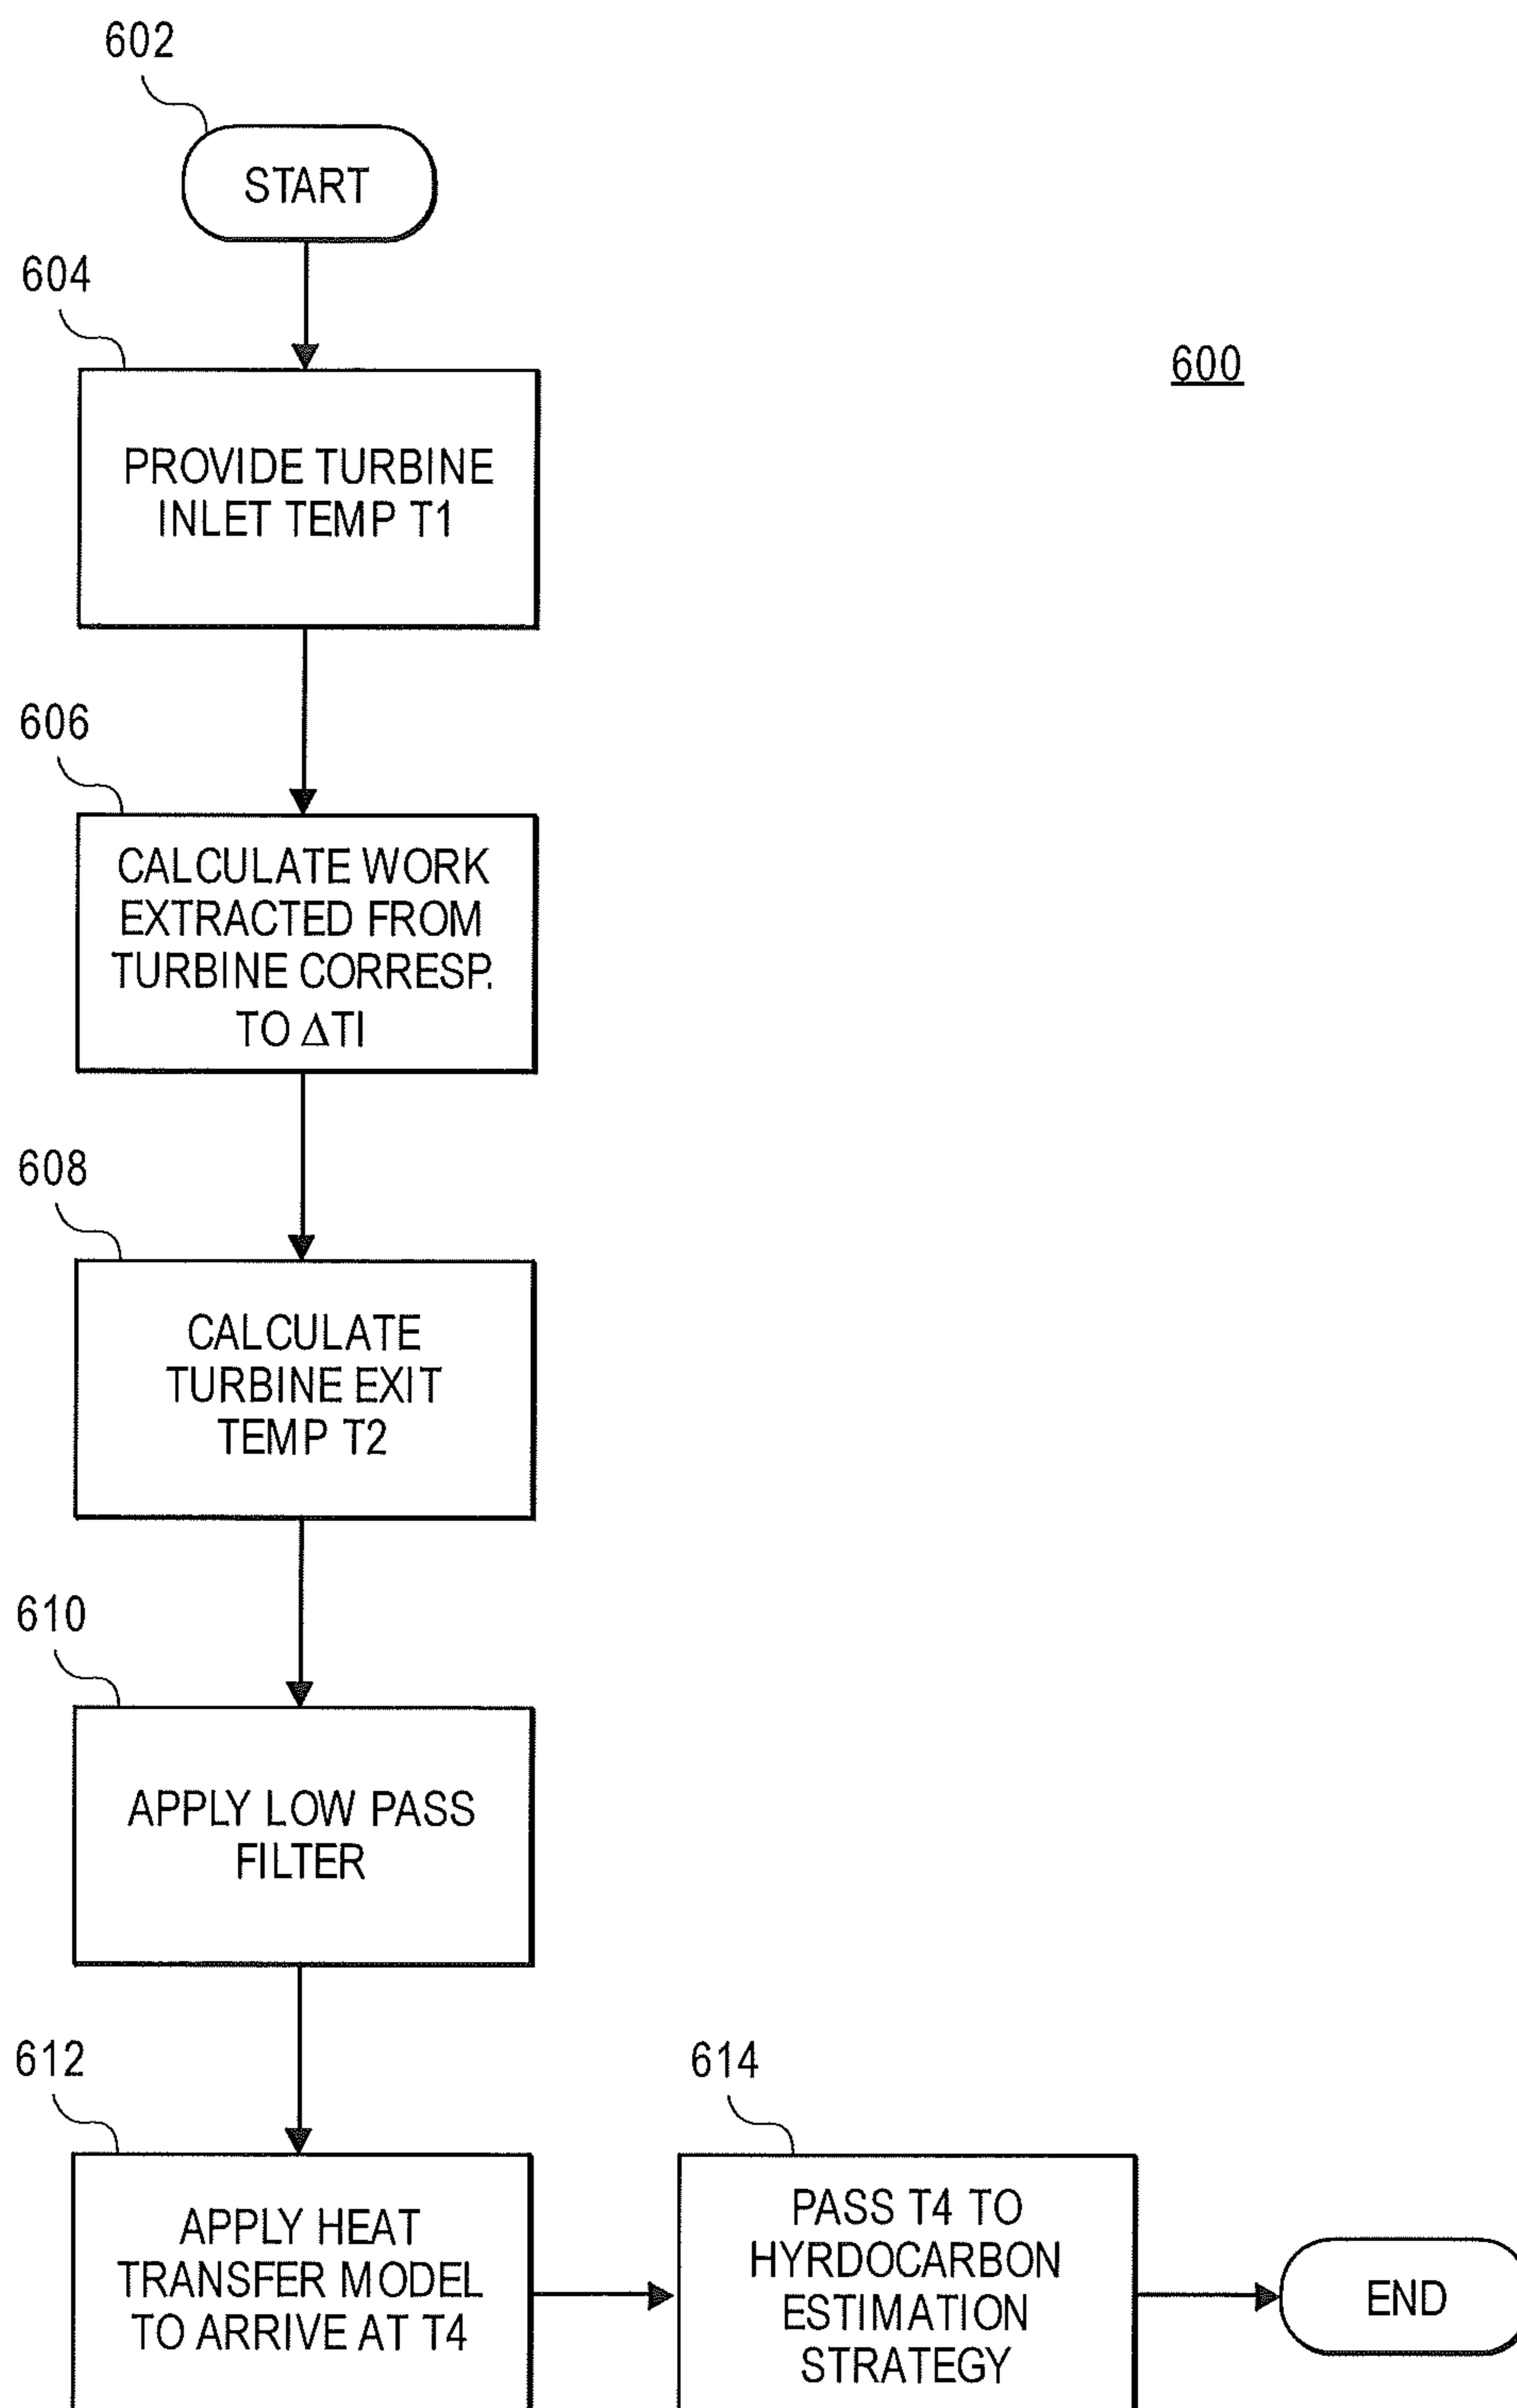 602
START
604
600
PROVIDE TURBINE
INLET TEMP T1
606
CALCULATE WORK
EXTRACTED FROM
TURBINE CORRESP.
TO ΔTI
608
CALCULATE
TURBINE EXIT
TEMP T2
610
APPLY LOW PASS
FILTER
612
APPLY HEAT
TRANSFER MODEL
TO ARRIVE AT T4
614
PASS T4 TO
HYRDOCARBON
ESTIMATION
STRATEGY
END